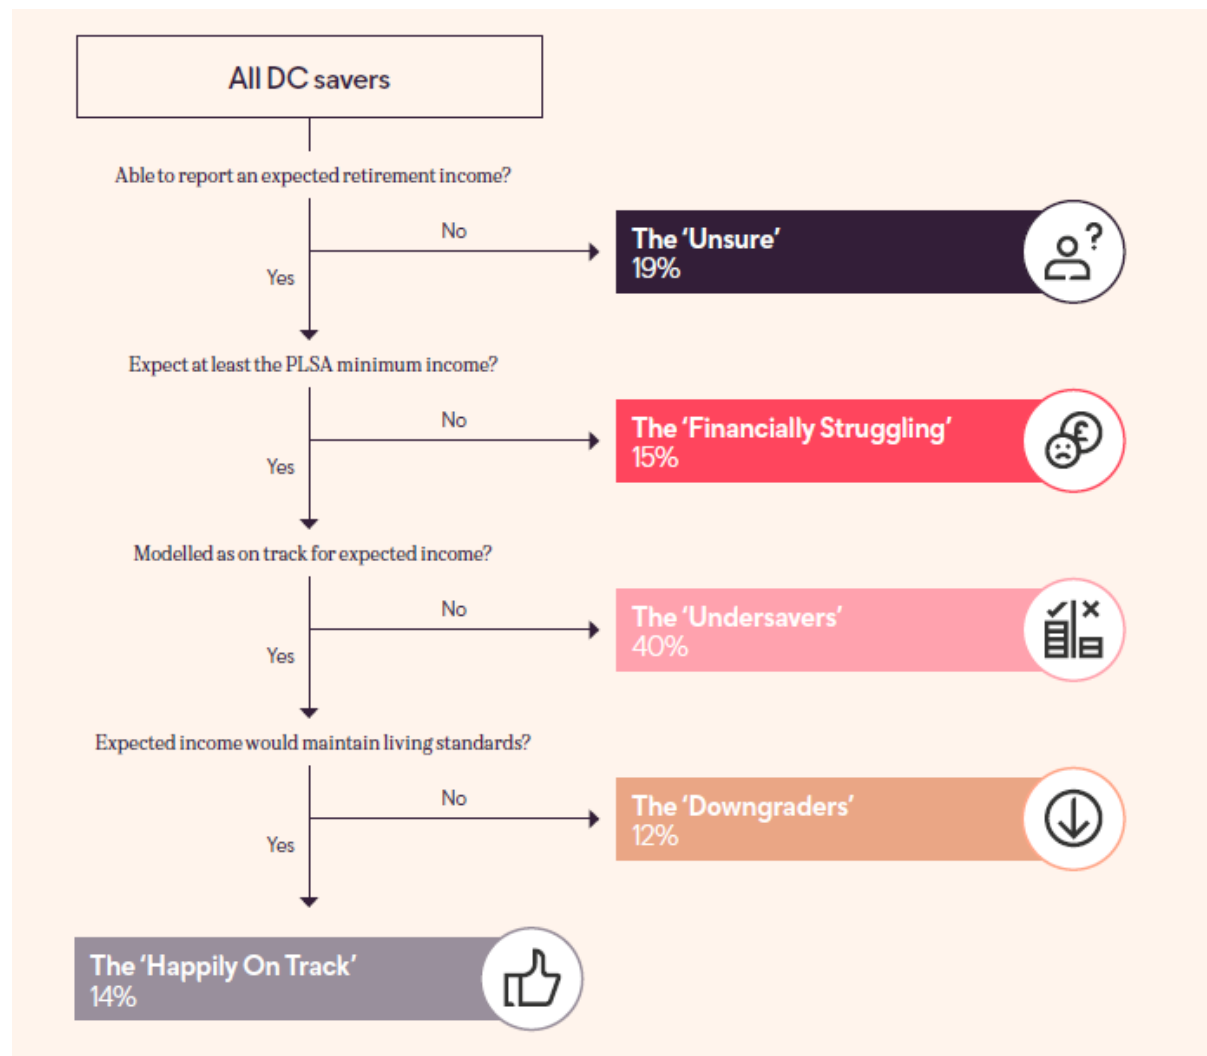 All DC savers
Able to report an expected retirement income?
No
The ‘Unsure’
19%
Yes
Expect at least the PLSA minimum income?
No
The ‘Financially Struggling’
15%
Yes
Modelled as on track for expected income?
No
The ‘Undersavers’
40%
Yes
Expected income would maintain living standards?
No
The ‘Downgraders’
12%
Yes
The ‘Happily On Track’
14%